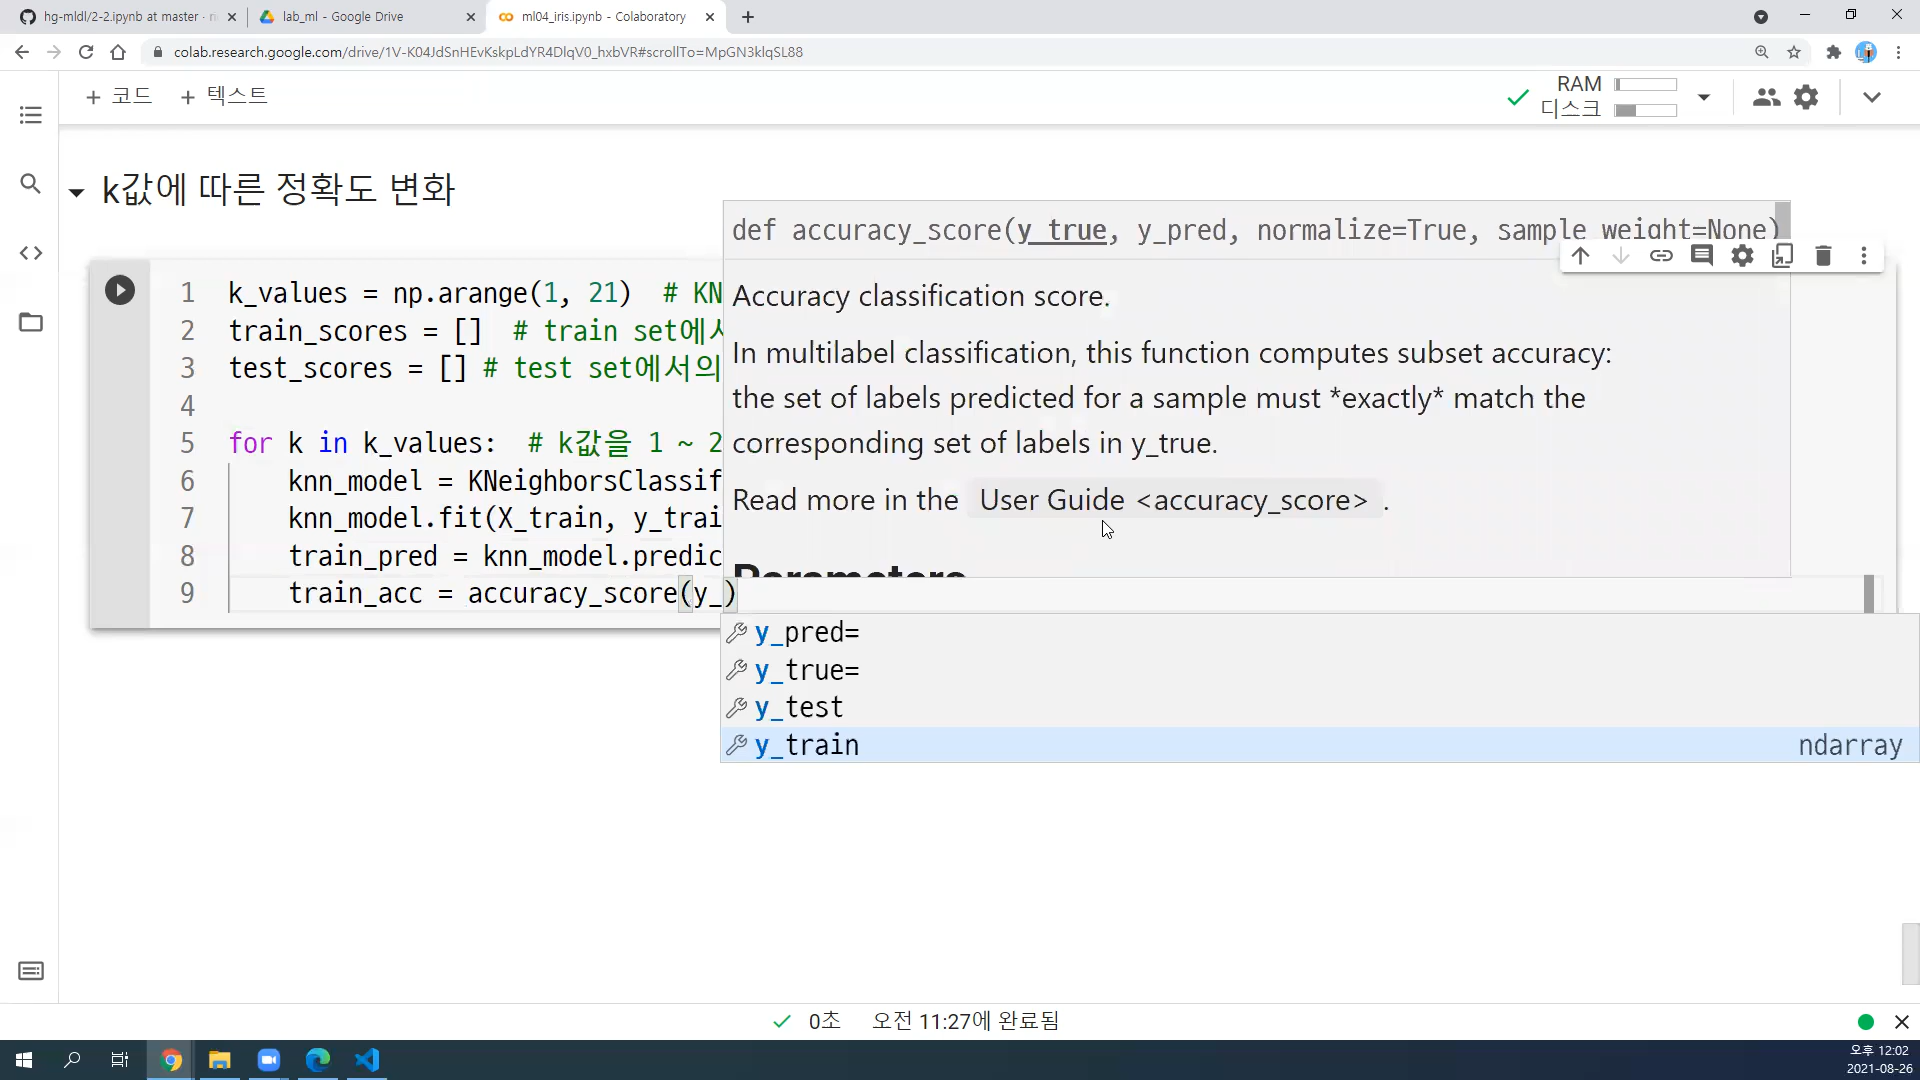 hg-mldl/2-2.ipynb at master · r
lab_ml - Google Drive
ml04_iris.ipynb - Colaboratory
colab.research.google.com/drive/1V-K04JdSnHEvKskpLdYR4DlqV0_hxbVR#scrollTo=MpGN3klqSL88
+ 코드 + 텍스트
RAM
디스크
k값에 따른 정확도 변화
def accuracy_score(y_true, y_pred, normalize=True, sample_weight=None)
Accuracy classification score.
In multilabel classification, this function computes subset accuracy:
the set of labels predicted for a sample must *exactly* match the
corresponding set of labels in y_true.
Read more in the User Guide <accuracy_score> .
Parameters
1 k_values = np.arange(1, 21)  # KN
2 train_scores = []  # train set에서
3 test_scores = [] # test set에서의
4
5 for k in k_values:  # k값을 1 ~ 2
6     knn_model = KNeighborsClassif
7     knn_model.fit(X_train, y_trai
8     train_pred = knn_model.predic
9     train_acc = accuracy_score(y_)
y_pred=
y_true=
y_test
y_train ndarray
0초 오전 11:27에 완료됨
오후 12:02
2021-08-26